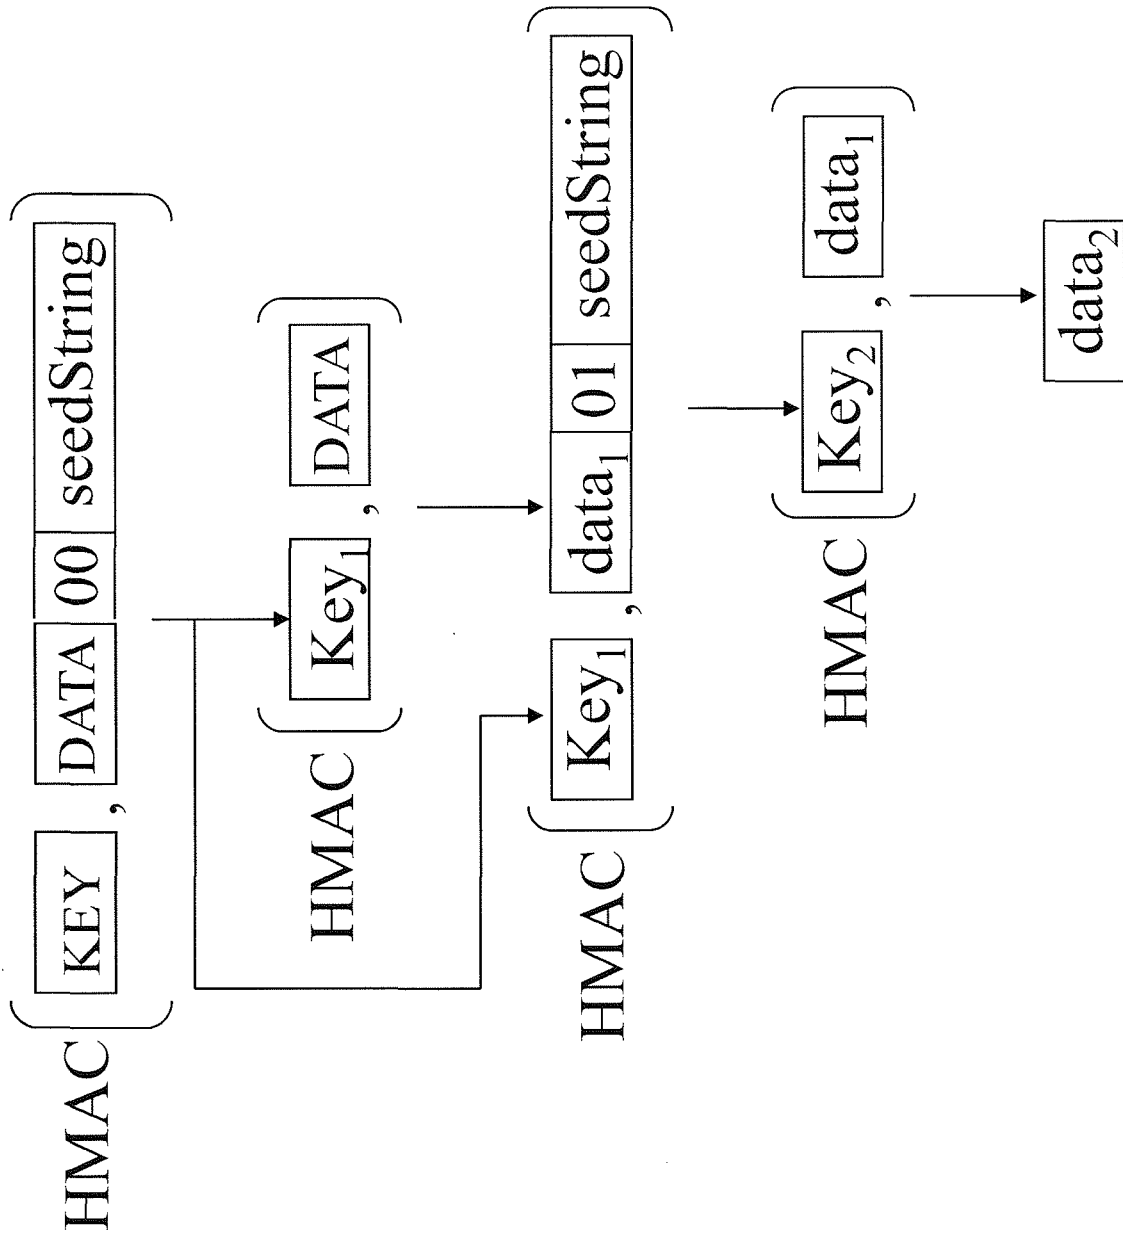 HMAC ( KEY , DATA 00 seedString )
HMAC ( Key₁ , DATA )
HMAC ( Key₁ , data₁ 01 seedString )
HMAC ( Key₂ , data₁ )
data₂